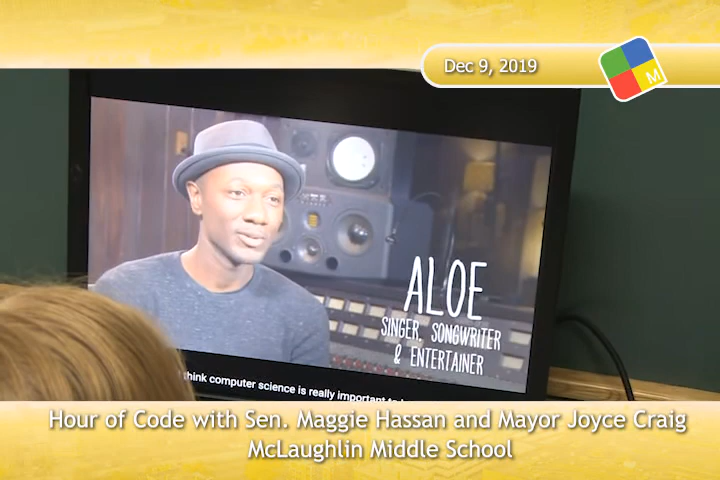 Dec 9, 2019
M
ALOE
SINGER, SONGWRITER
& ENTERTAINER
think computer science is really important
Hour of Code with Sen. Maggie Hassan and Mayor Joyce Craig
McLaughlin Middle School